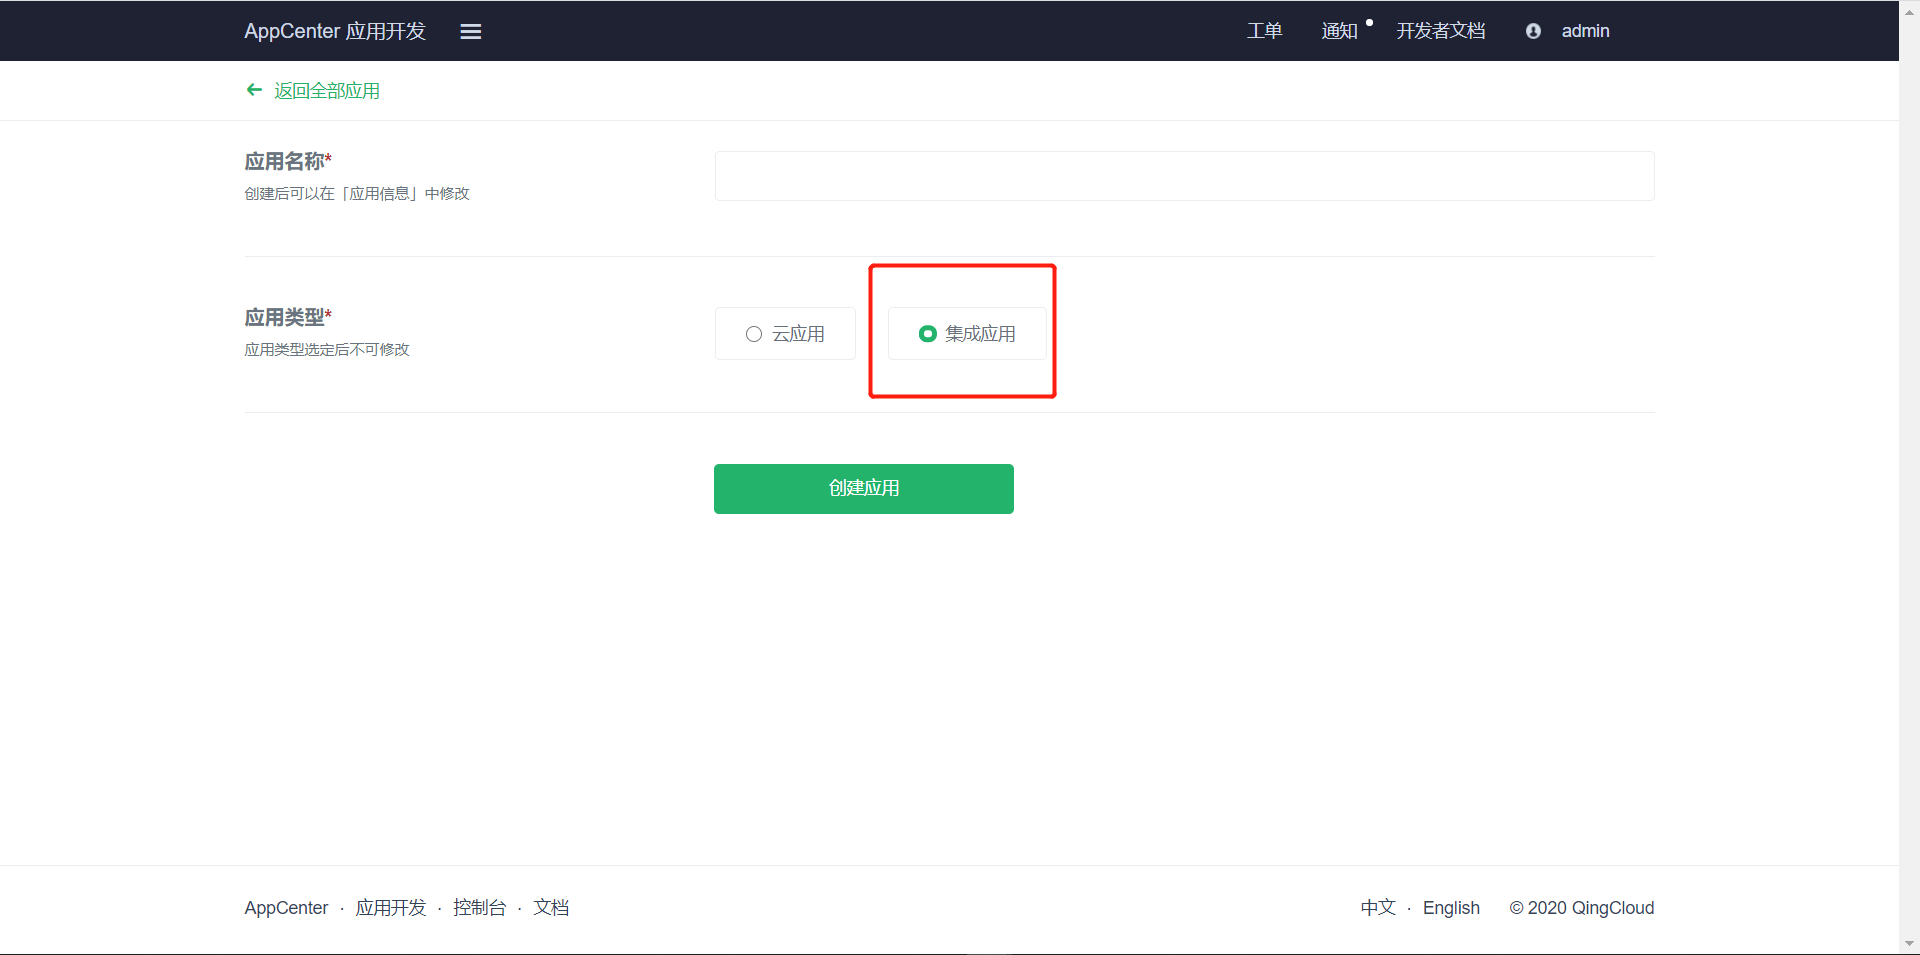 AppCenter 应用开发 工单 通知 开发者文档 admin
返回全部应用
应用名称*
创建后可以在「应用信息」中修改
应用类型*
应用类型选定后不可修改
云应用 集成应用
创建应用
AppCenter · 应用开发 · 控制台 · 文档 中文 · English © 2020 QingCloud